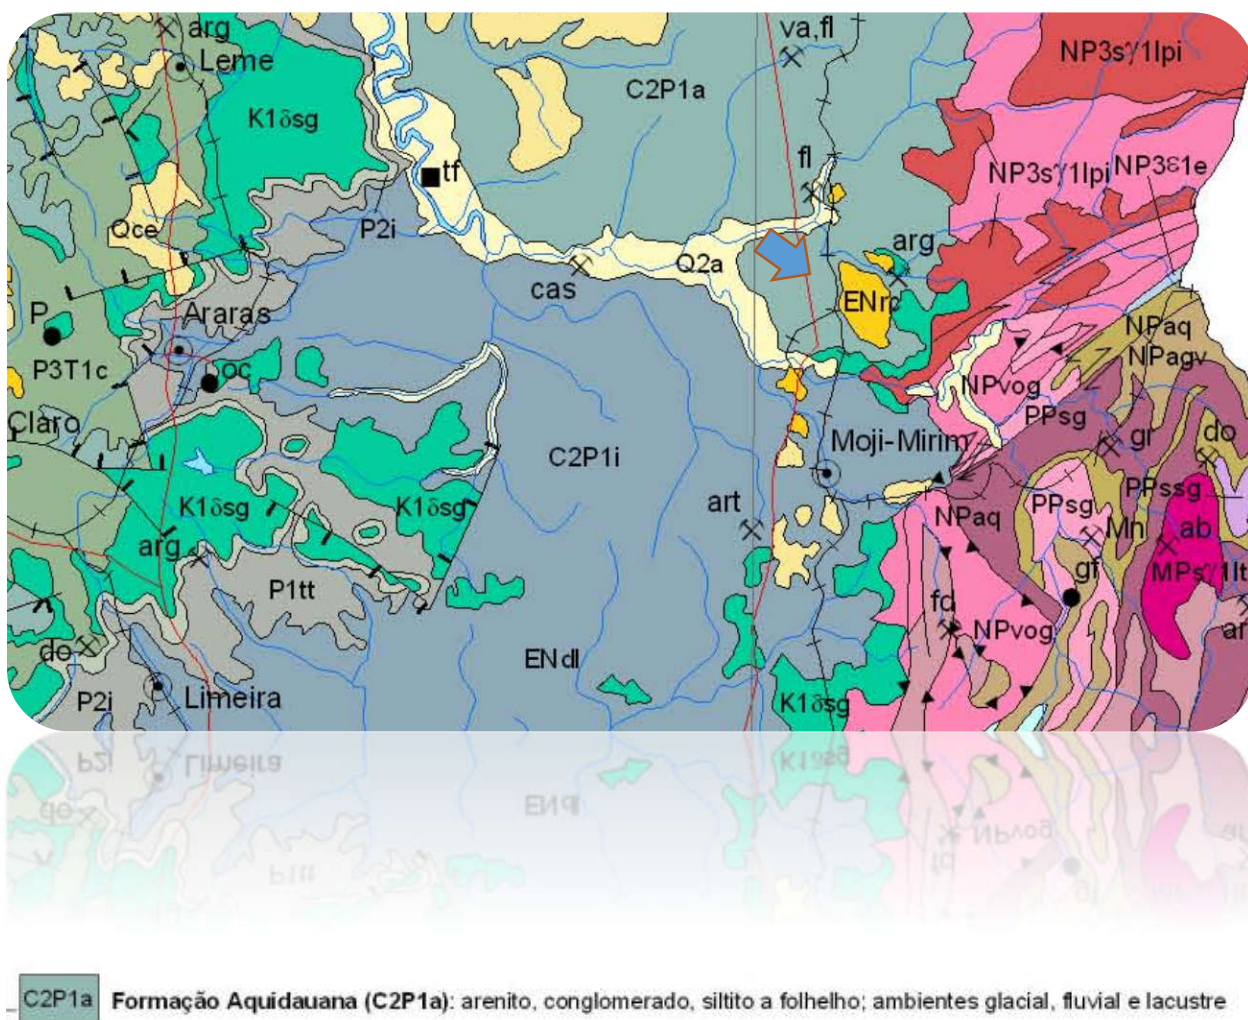 arg
va,fl
Leme
NP3sγ1lpi
C2P1a
K1δsg
fl
tf
NP3sγ1lpi
NP3ε1e
Qce
P2i
arg
Q2a
cas
ENrc
Araras
P
NPaq
P3T1c
oc
NPagv
NPvog
Claro
PPsg
Moji-Mirim
gr
do
C2P1i
K1δsg
K1δsg
art
PPsg
PPssg
NPaq
Mn
ab
arg
MPsγ1lt
P1tt
gf
fd
NPvog
ar
do
ENdl
P2i
Limeira
K1δsg
C2P1a
Formação Aquidauana (C2P1a): arenito, conglomerado, siltito a folhelho; ambientes glacial, fluvial e lacustre